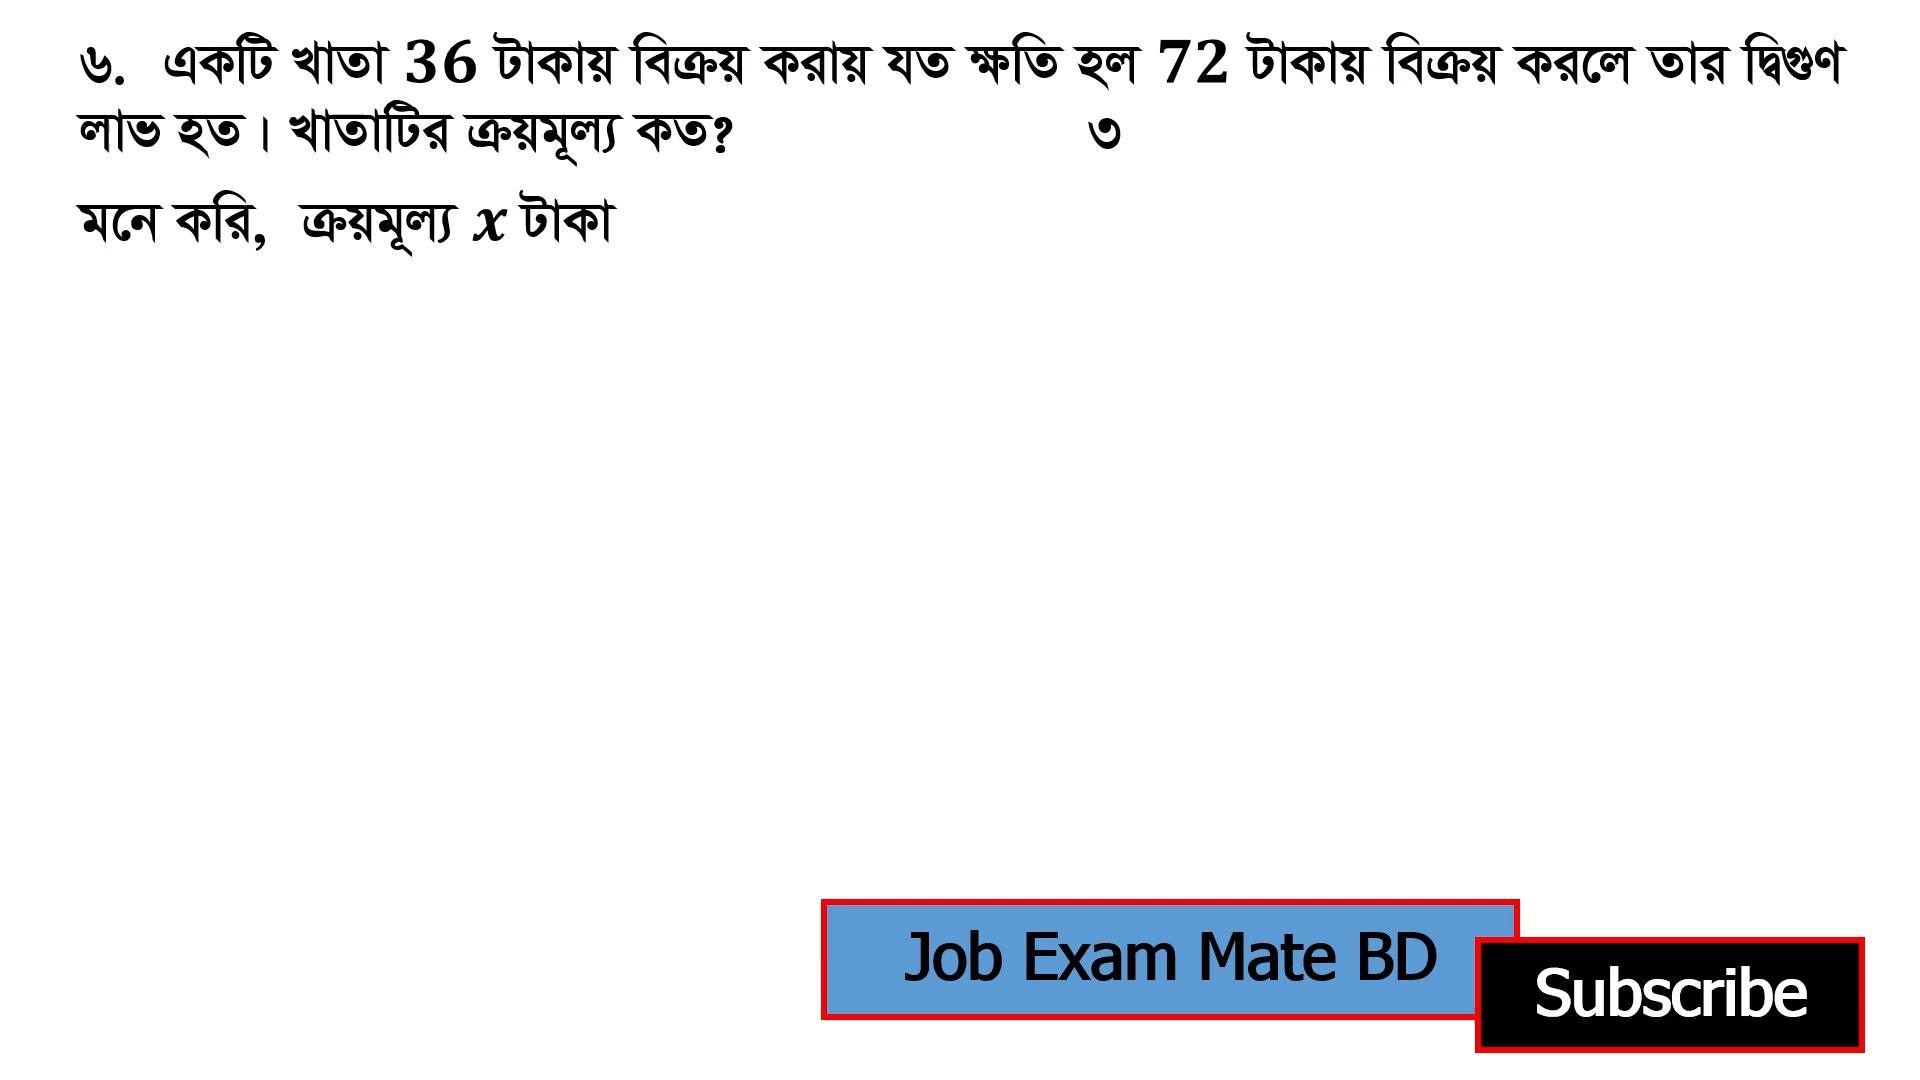 ৬. একটি খাতা 36 টাকায় বিক্রয় করায় যত ক্ষতি হল 72 টাকায় বিক্রয় করলে তার দ্বিগুণ
লাভ হত। খাতাটির ক্রয়মূল্য কত? ৩
মনে করি, ক্রয়মূল্য x টাকা
Job Exam Mate BD
Subscribe